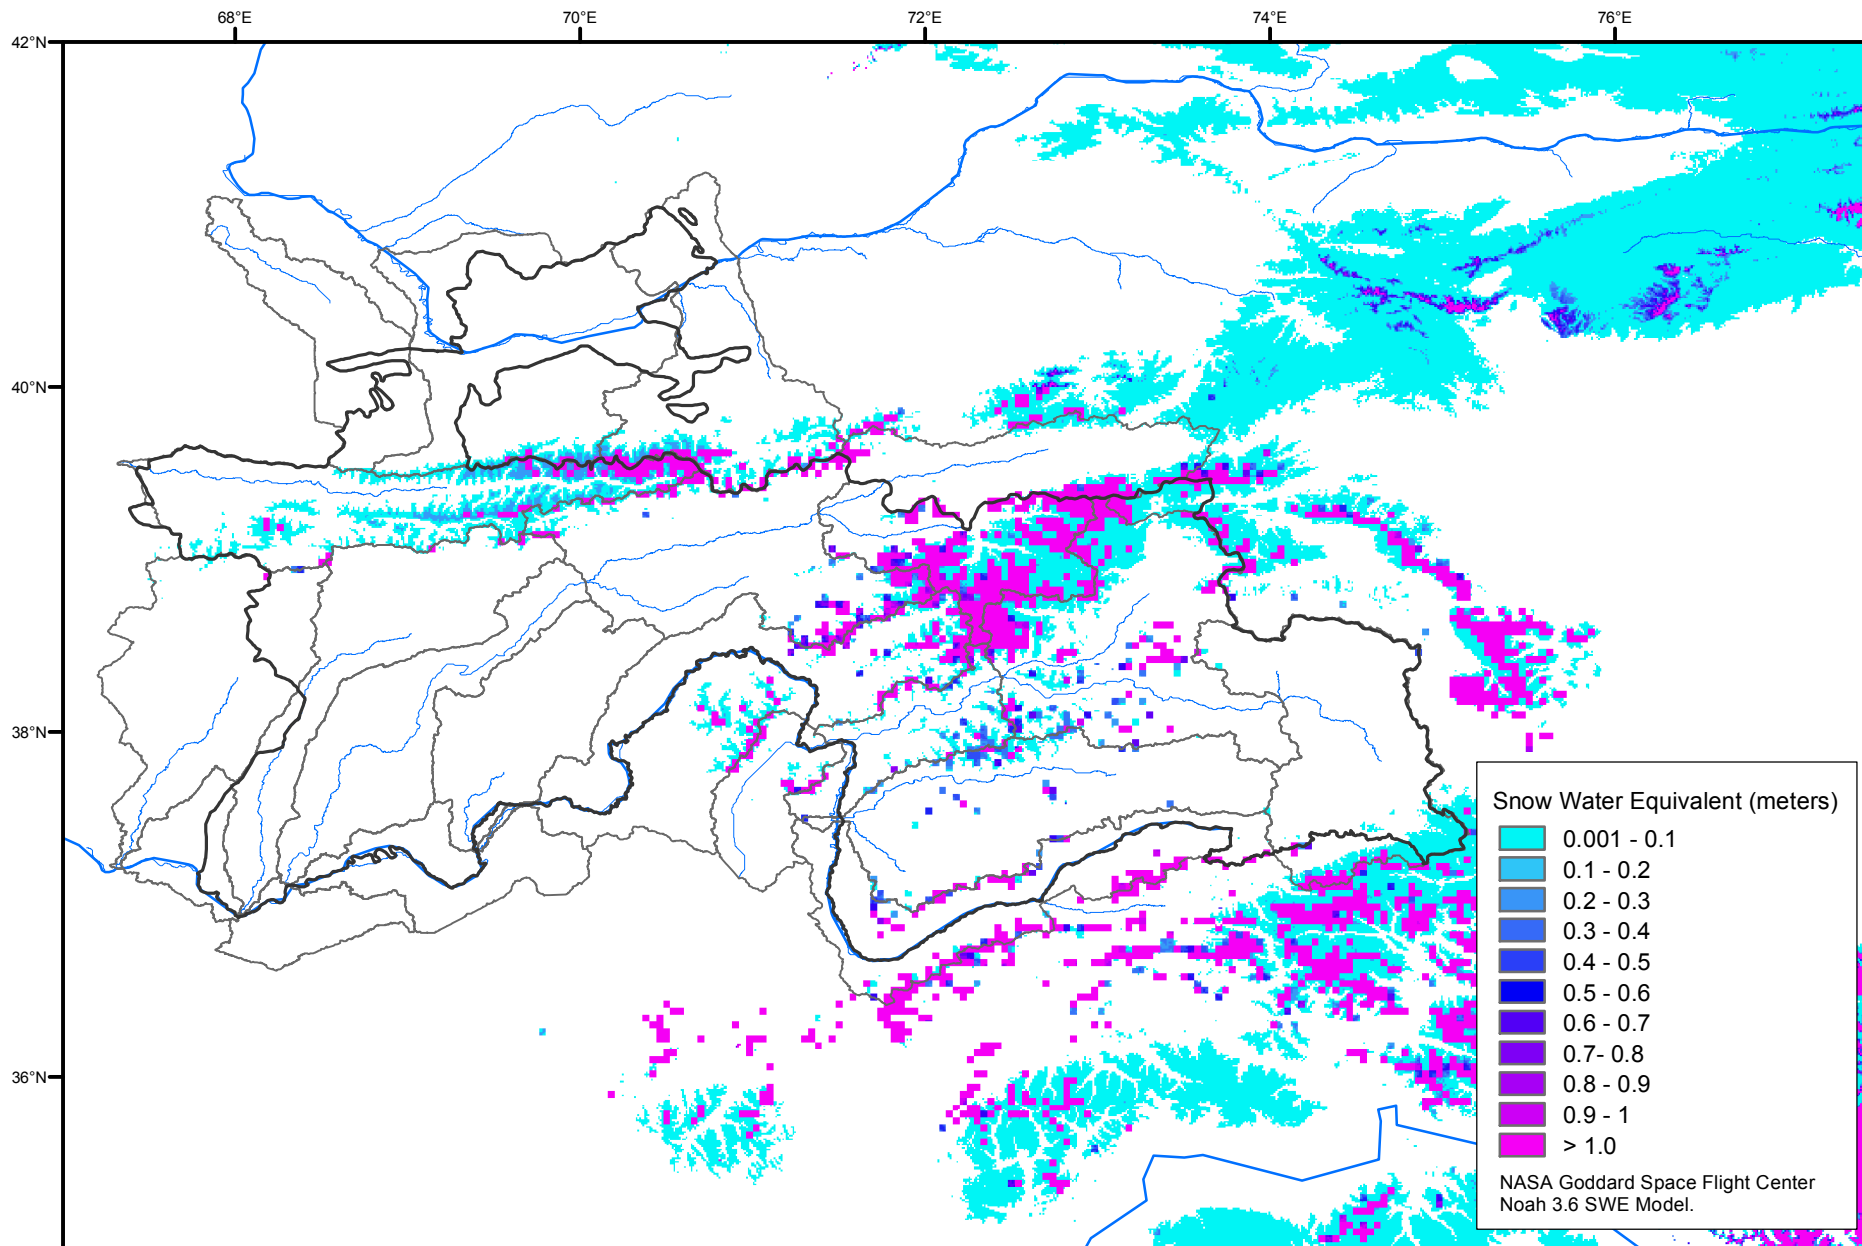 68°E 70°E 72°E 74°E 76°E
42°N
40°N
38°N
36°N
Snow Water Equivalent (meters)
0.001 - 0.1
0.1 - 0.2
0.2 - 0.3
0.3 - 0.4
0.4 - 0.5
0.5 - 0.6
0.6 - 0.7
0.7- 0.8
0.8 - 0.9
0.9 - 1
> 1.0
NASA Goddard Space Flight Center
Noah 3.6 SWE Model.